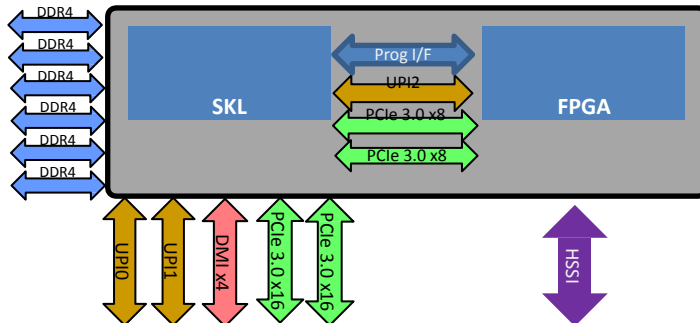 DDR4
DDR4
DDR4
DDR4
DDR4
DDR4
SKL
Prog I/F
UPI2
PCIe 3.0 x8
PCIe 3.0 x8
FPGA
UPI0
UPI1
DMI x4
PCIe 3.0 x16
PCIe 3.0 x16
HSSI